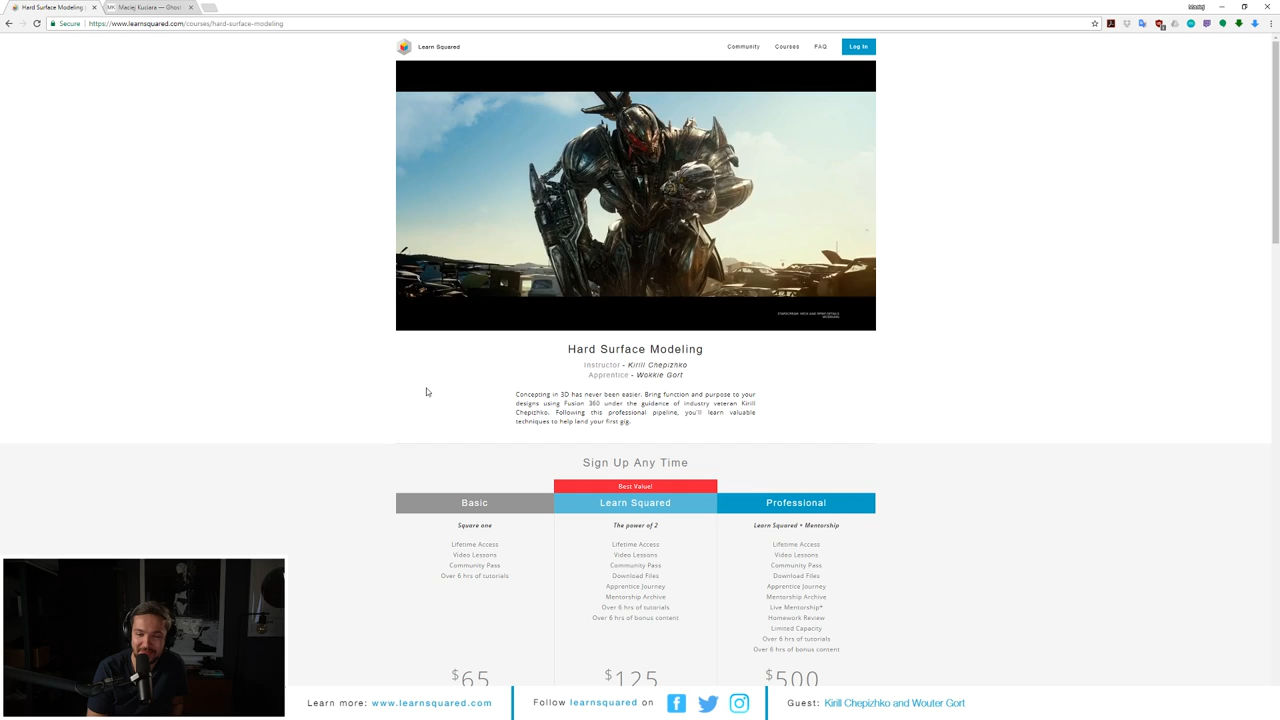 Hard Surface Modeling
Maciej Kuciara — Ghos
Secure
https://www.learnsquared.com/courses/hard-surface-modeling
Learn Squared
Community
Courses
FAQ
Log In
Hard Surface Modeling
Instructor - Kirill Chepizhko
Apprentice - Wokkie Gort
Concepting in 3D has never been easier. Bring function and purpose to your
designs using Fusion 360 under the guidance of industry veteran Kirill
Chepizhko. Following this professional pipeline, you'll learn valuable
techniques to help land your first gig.
Sign Up Any Time
Best Value!
Basic
Square one
Lifetime Access
Video Lessons
Community Pass
Over 6 hrs of tutorials
$65
Learn Squared
The power of 2
Lifetime Access
Video Lessons
Community Pass
Download Files
Apprentice Journey
Mentorship Archive
Over 6 hrs of tutorials
Over 6 hrs of bonus content
$125
Professional
Learn Squared + Mentorship
Lifetime Access
Video Lessons
Community Pass
Download Files
Apprentice Journey
Mentorship Archive
Live Mentorship*
Homework Review
Limited Capacity
Over 6 hrs of tutorials
Over 6 hrs of bonus content
$500
Learn more: www.learnsquared.com
Follow learnsquared on
Guest: Kirill Chepizhko and Wouter Gort